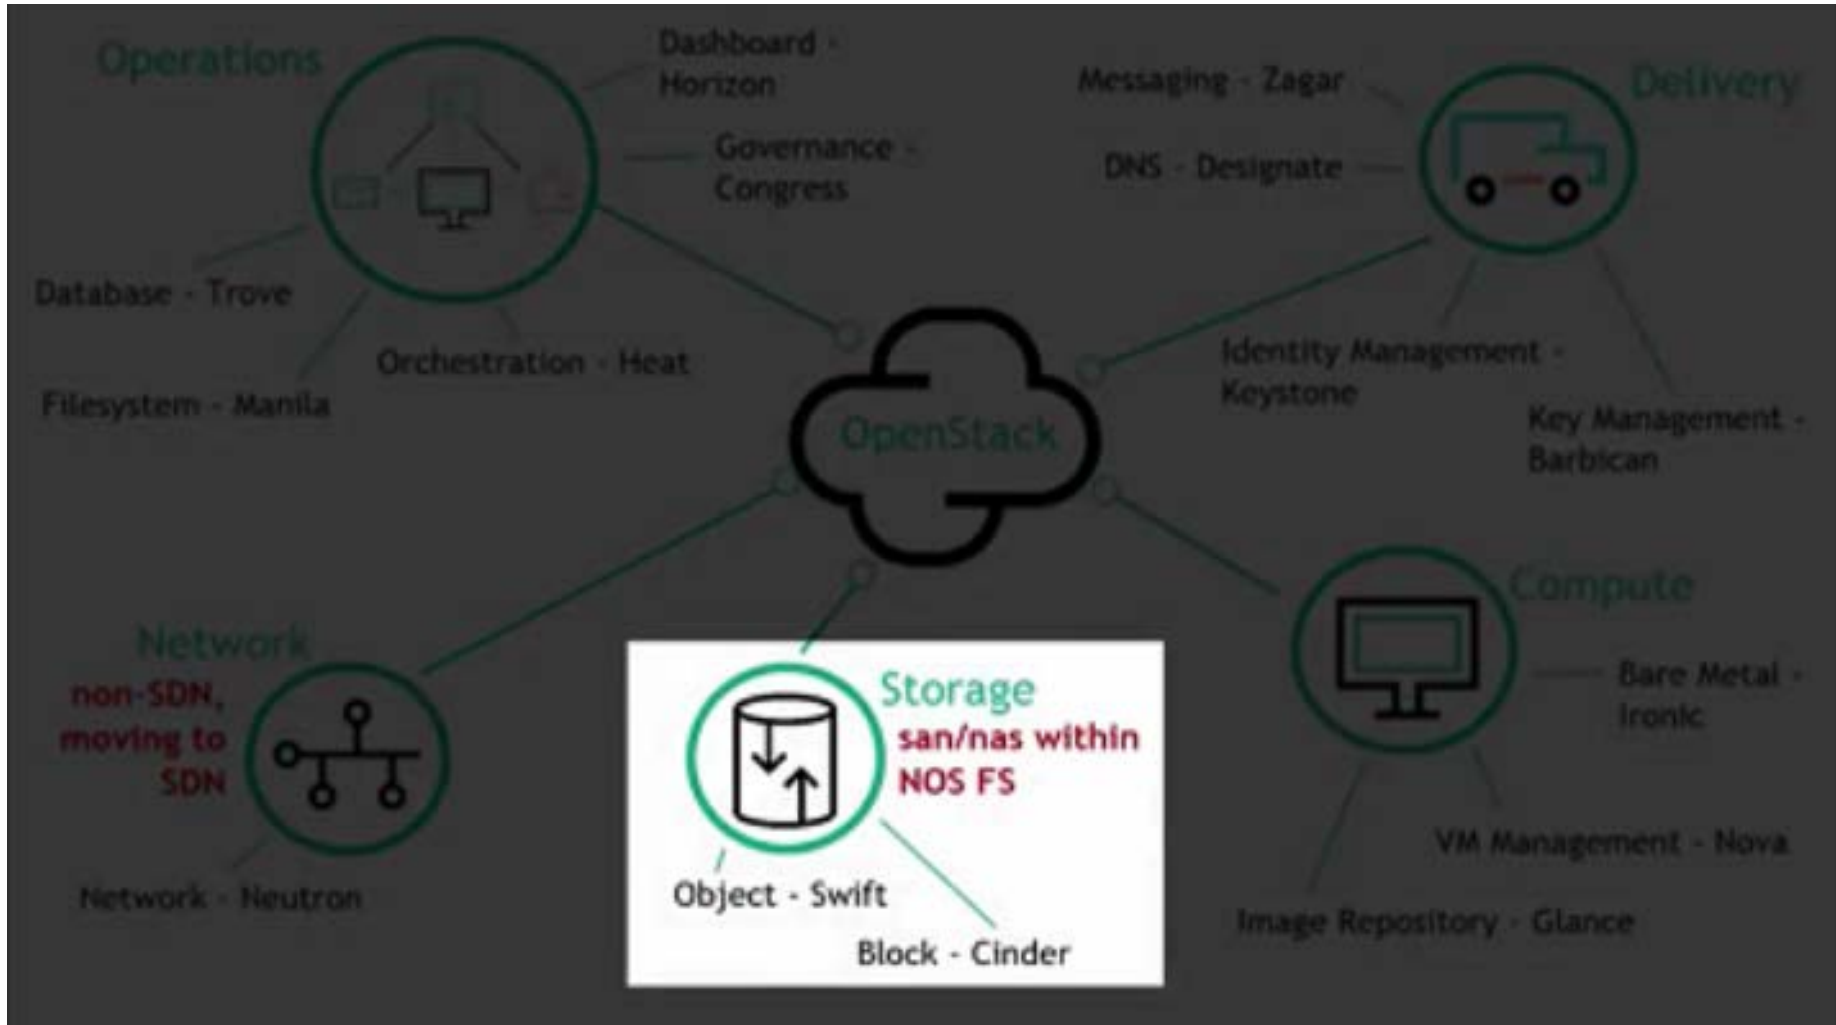 Operations
Dashboard -
Horizon
Governance -
Congress
Database - Trove
Orchestration - Heat
Filesystem - Manila
Messaging - Zagar
Delivery
DNS - Designate
Identity Management -
Keystone
Key Management -
Barbican
OpenStack
Network
non-SDN,
moving to
SDN
Network - Neutron
Storage
san/nas within
NOS FS
Object - Swift
Block - Cinder
Compute
Bare Metal -
Ironic
VM Management - Nova
Image Repository - Glance